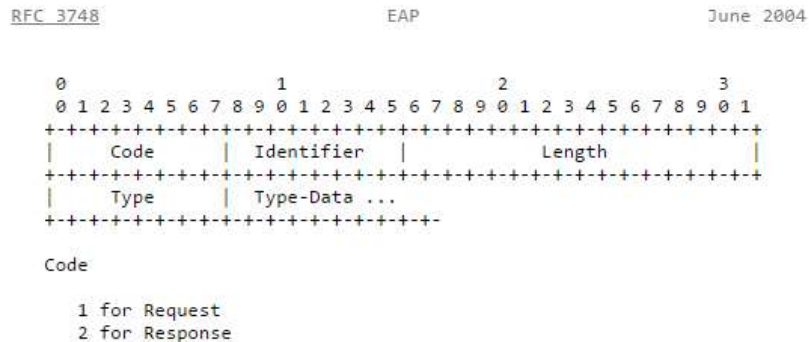 RFC 3748 EAP June 2004
0 1 2 3
0 1 2 3 4 5 6 7 8 9 0 1 2 3 4 5 6 7 8 9 0 1 2 3 4 5 6 7 8 9 0 1
+-+-+-+-+-+-+-+-+-+-+-+-+-+-+-+-+-+-+-+-+-+-+-+-+-+-+-+-+-+-+-+-+
| Code | Identifier | Length |
+-+-+-+-+-+-+-+-+-+-+-+-+-+-+-+-+-+-+-+-+-+-+-+-+-+-+-+-+-+-+-+-+
| Type | Type-Data ...
+-+-+-+-+-+-+-+-+-+-+-+-+-+-+-+-+-+-
Code
1 for Request
2 for Response